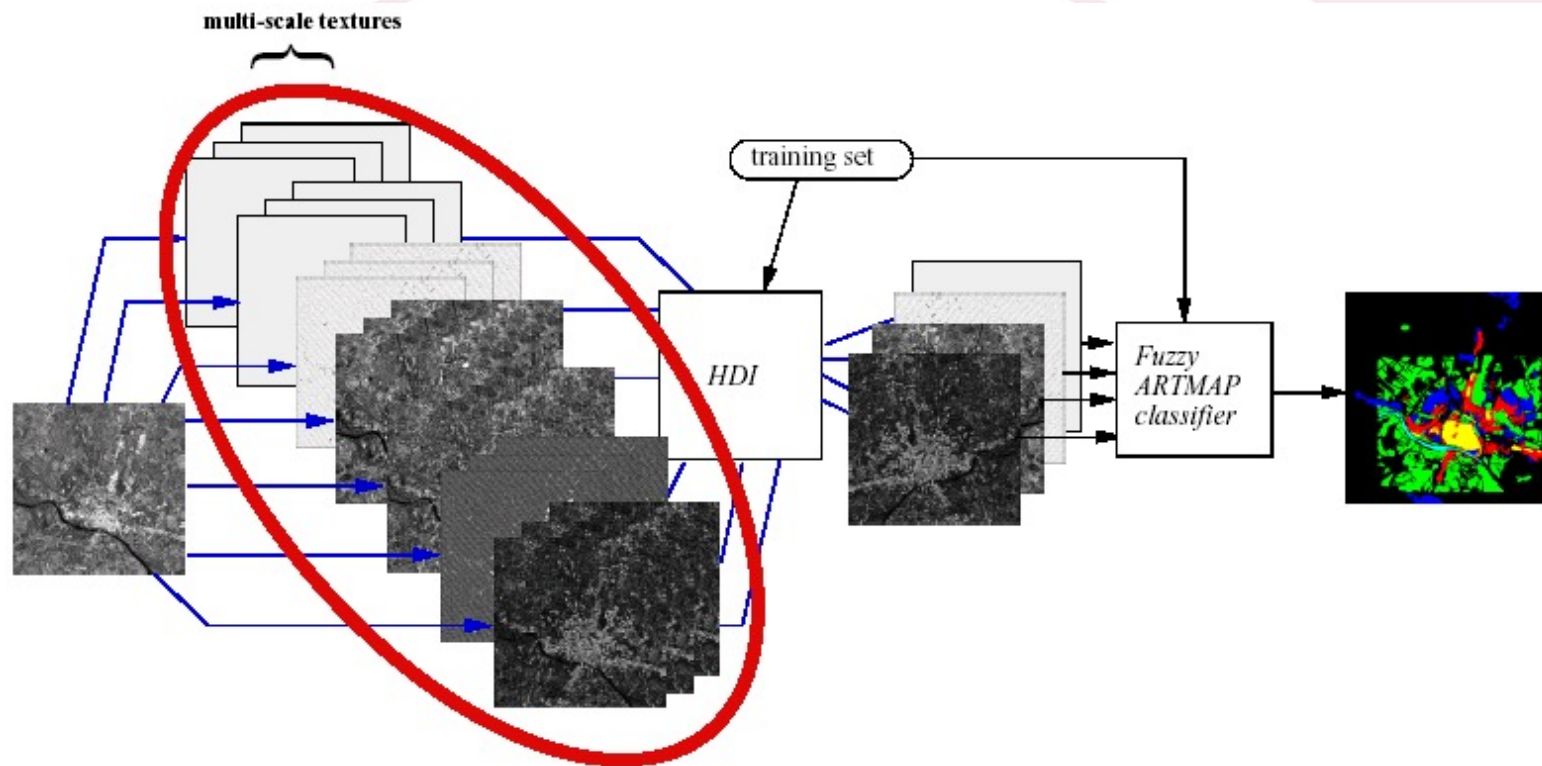 multi-scale textures
training set
HDI
Fuzzy
ARTMAP
classifier